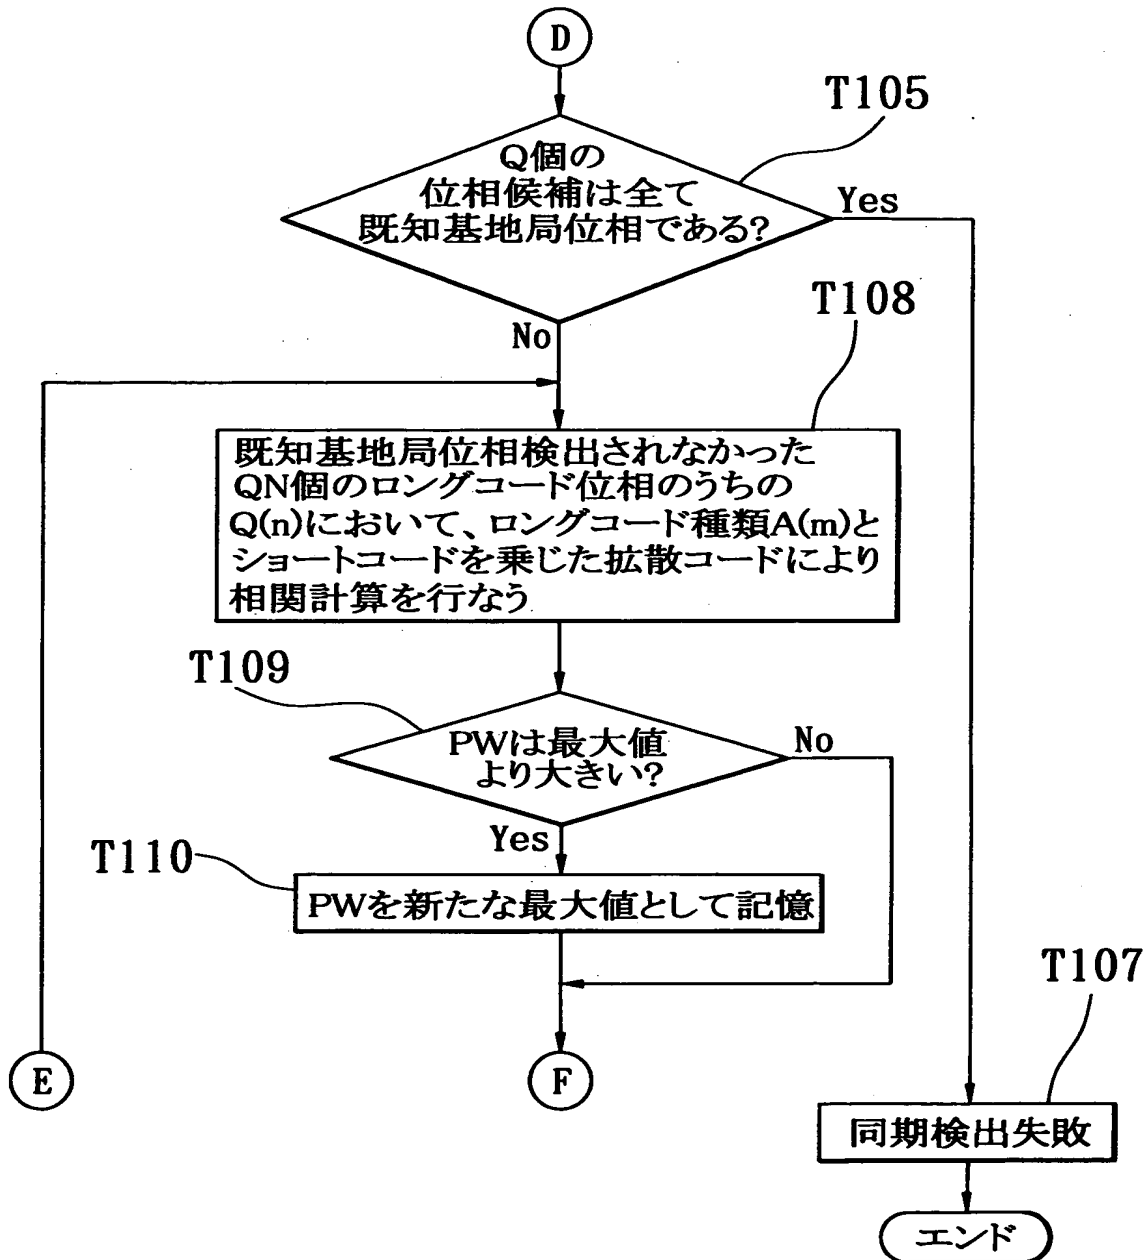 D
T105
Q個の
位相候補は全て
既知基地局位相である?
Yes
T108
No
既知基地局位相検出されなかった
QN個のロングコード位相のうちの
Q(n)において、ロングコード種類A(m)と
ショートコードを乗じた拡散コードにより
相関計算を行なう
T109
PWは最大値
より大きい?
No
Yes
T110
PWを新たな最大値として記憶
T107
E
F
同期検出失敗
エンド